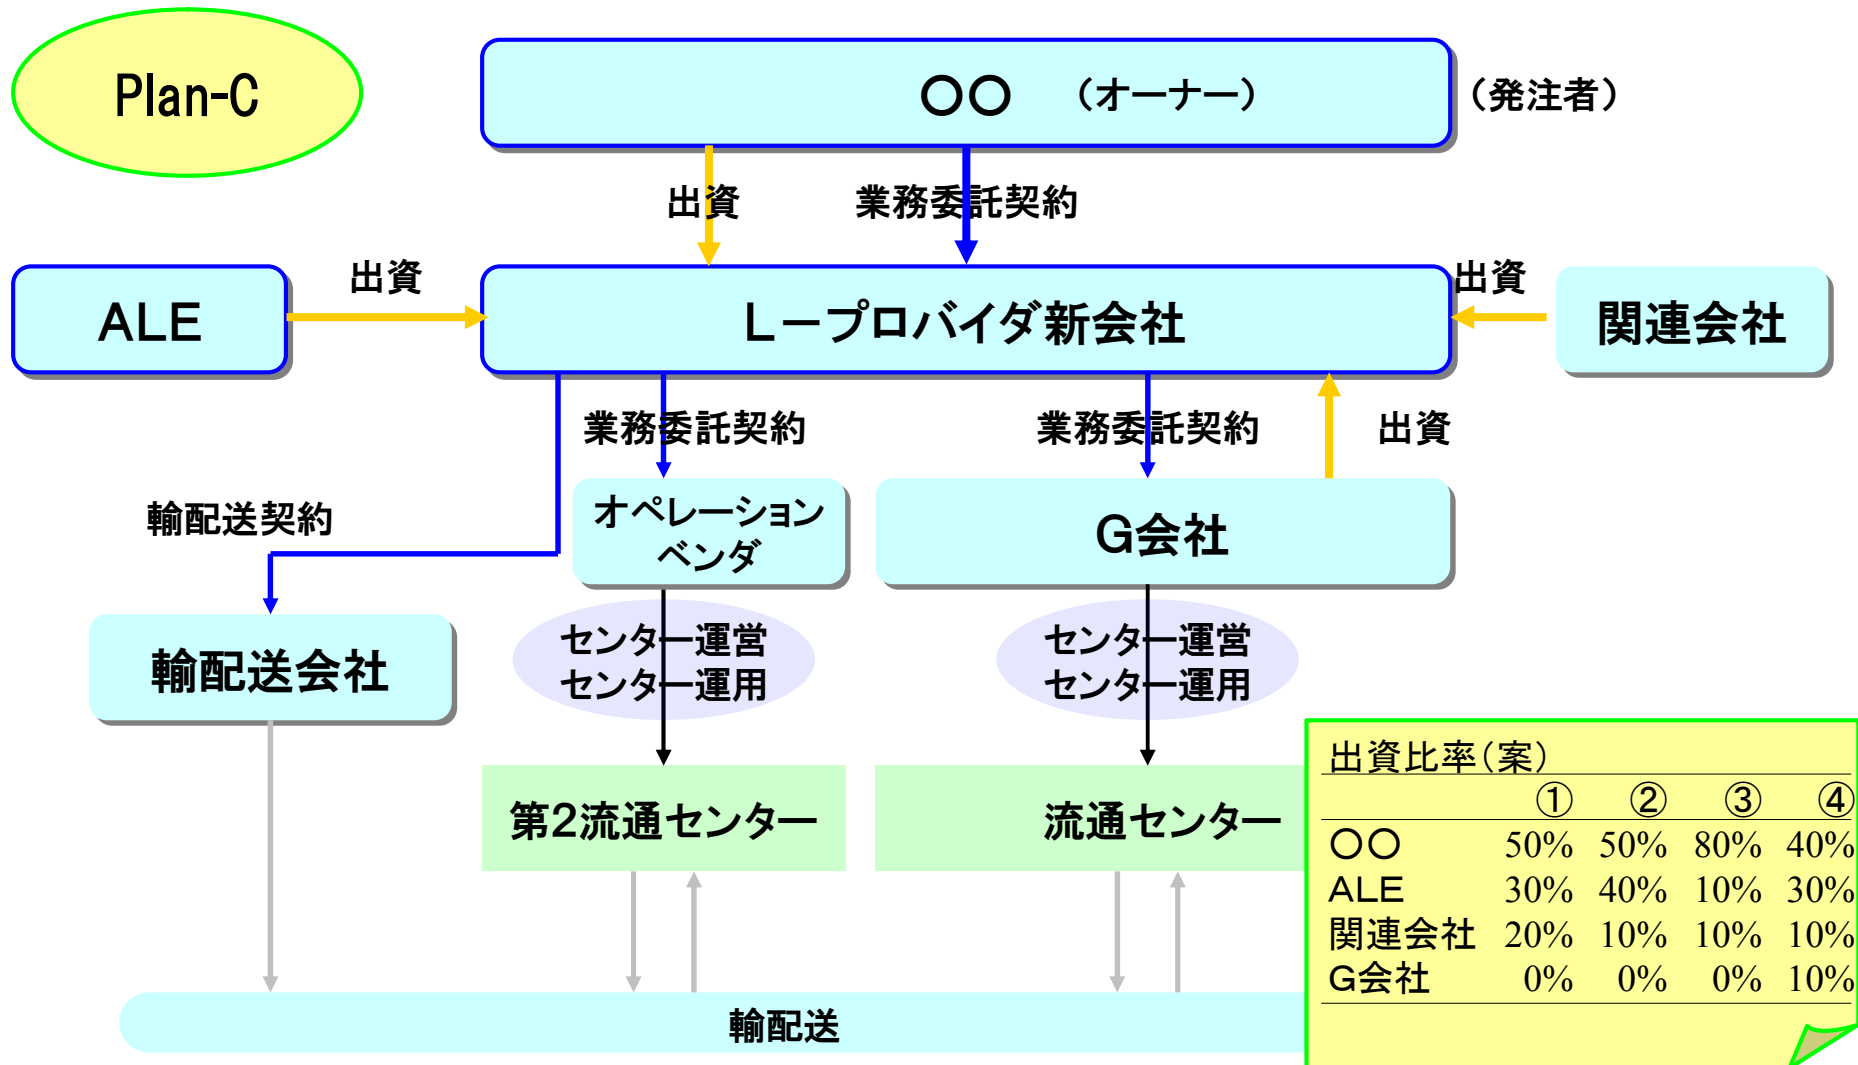 Plan-C
〇〇 （オーナー）
（発注者）
出資
業務委託契約
ALE
出資
Lープロバイダ新会社
出資
関連会社
業務委託契約
業務委託契約
出資
輸配送契約
オペレーション
ベンダ
G会社
輸配送会社
センター運営
センター運用
センター運営
センター運用
第2流通センター
流通センター
輸配送
出資比率（案）
① ② ③ ④
〇〇 50% 50% 80% 40%
ALE 30% 40% 10% 30%
関連会社 20% 10% 10% 10%
G会社 0% 0% 0% 10%